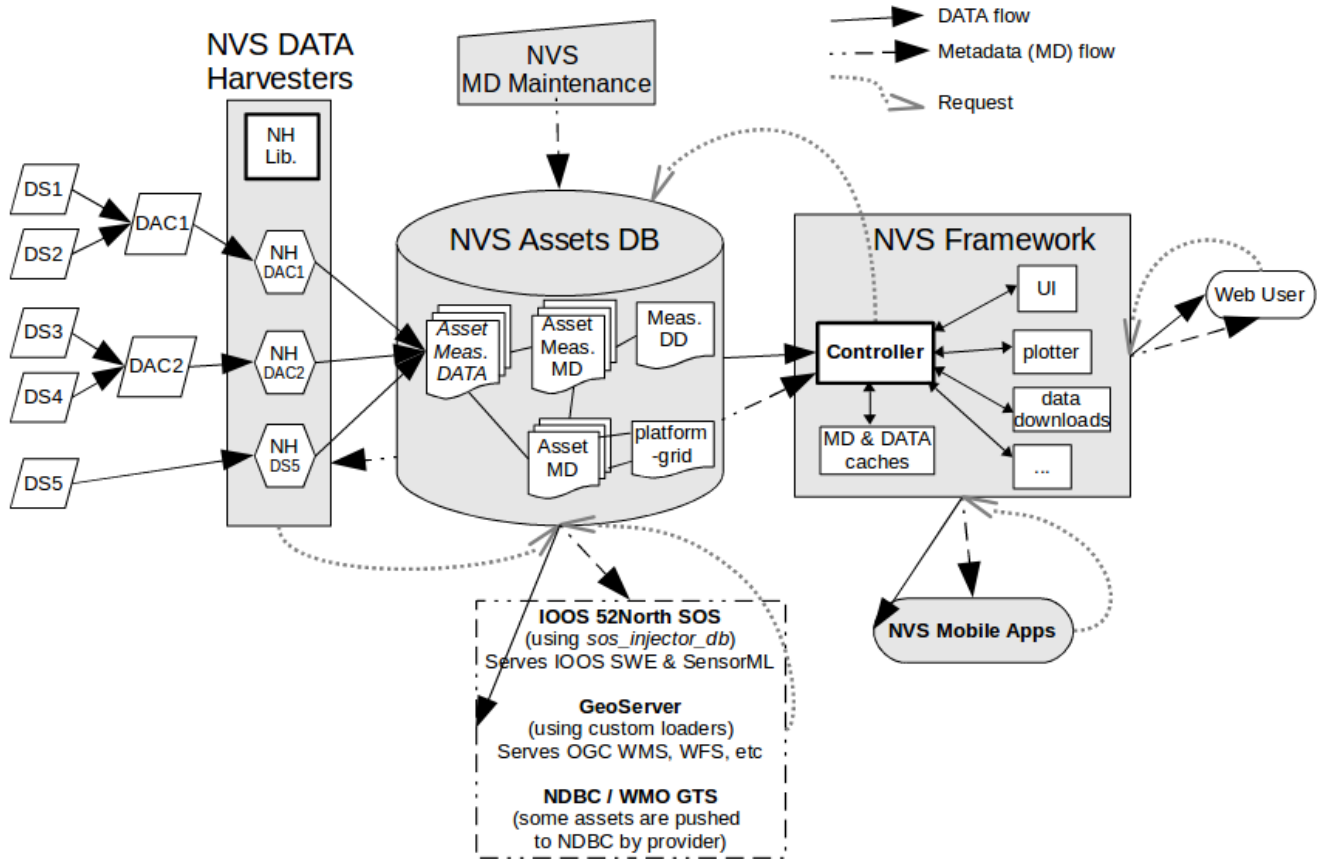 DATA flow
Metadata (MD) flow
Request
NVS DATA
Harvesters
NVS
MD Maintenance
NH
Lib.
DS1
DS2
DAC1
NH
DAC1
DS3
DS4
DAC2
NH
DAC2
DS5
NH
DS5
NVS Assets DB
Asset
Meas.
DATA
Asset
Meas.
MD
Meas.
DD
Asset
MD
platform
-grid
NVS Framework
Controller
UI
plotter
data
downloads
...
MD & DATA
caches
Web User
NVS Mobile Apps
IOOS 52North SOS
(using sos_injector_db)
Serves IOOS SWE & SensorML
GeoServer
(using custom loaders)
Serves OGC WMS, WFS, etc
NDBC / WMO GTS
(some assets are pushed
to NDBC by provider)